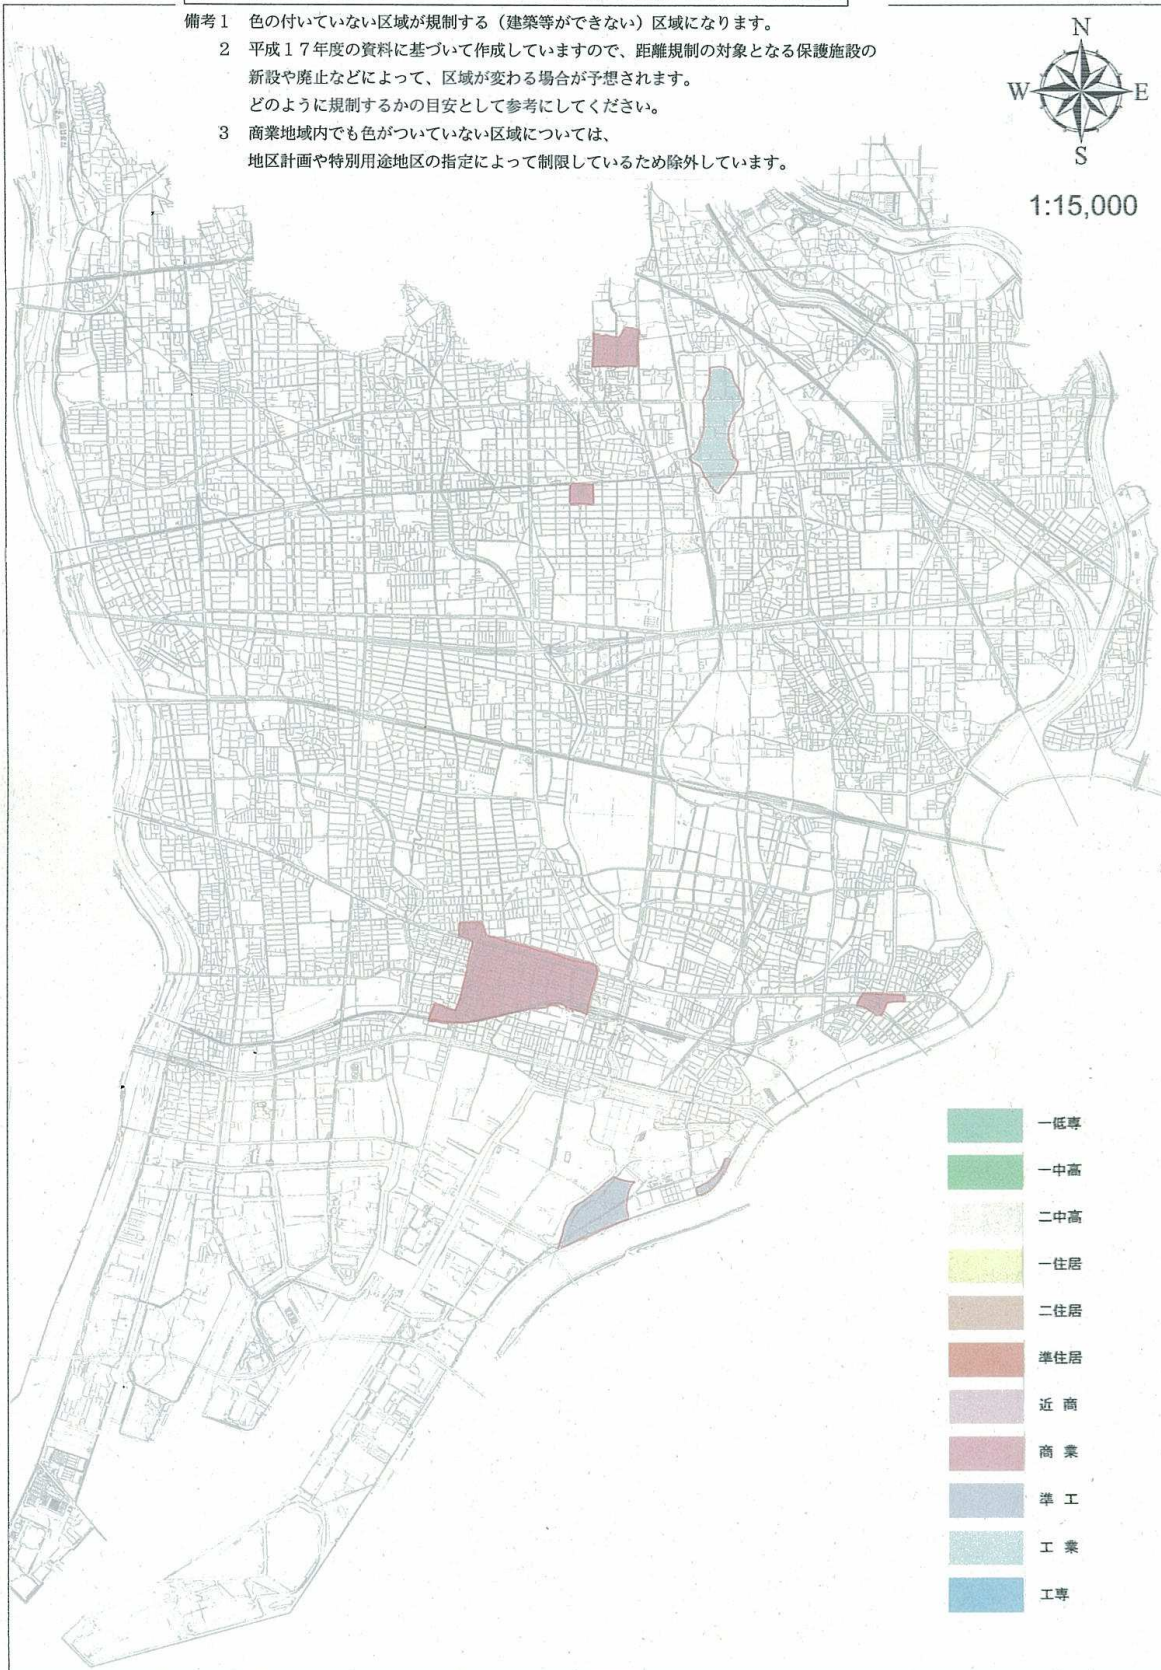 備考1 色の付いていない区域が規制する(建築等ができない)区域になります。
2 平成17年度の資料に基づいて作成していますので、距離規制の対象となる保護施設の
新設や廃止などによって、区域が変わる場合が予想されます。
どのように規制するかの目安として参考にしてください。
3 商業地域内でも色がついていない区域については、
地区計画や特別用途地区の指定によって制限しているため除外しています。
N
W
E
S
1:15,000
一低専
一中高
二中高
一住居
二住居
準住居
近 商
商 業
準 工
工 業
工専